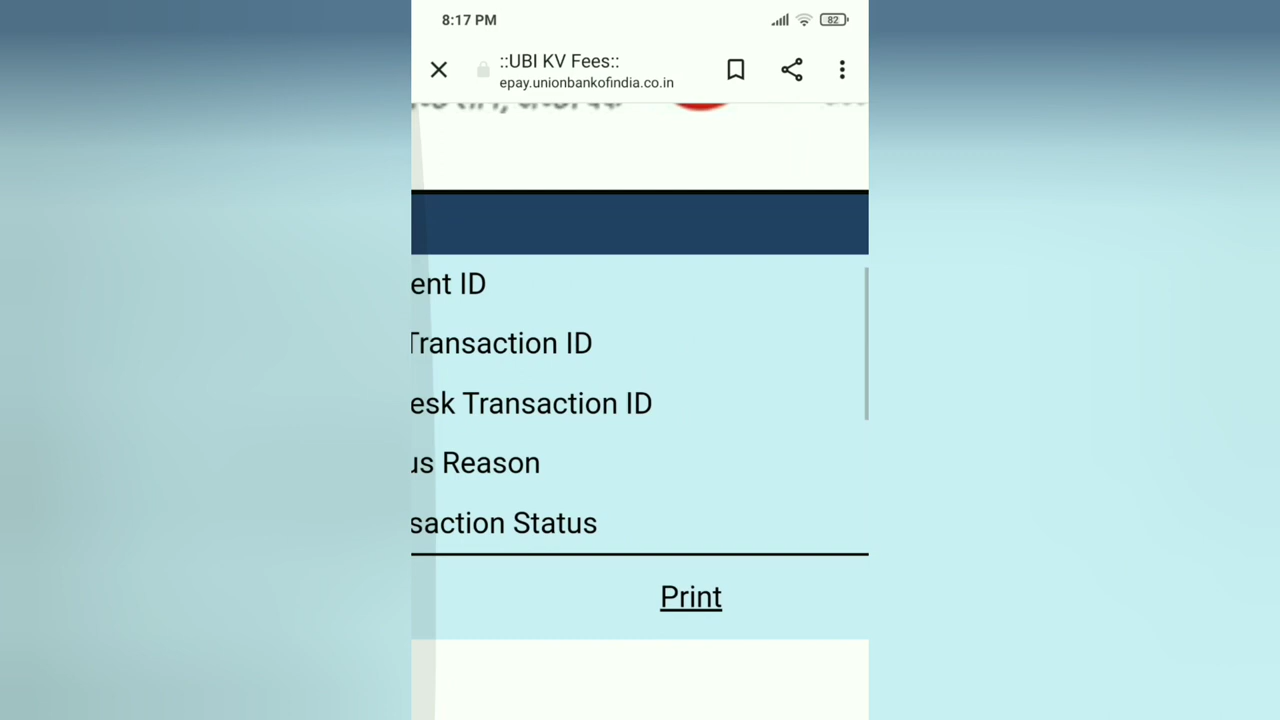 8:17 PM
82
::UBI KV Fees::
epay.unionbankofindia.co.in
ent ID
Transaction ID
esk Transaction ID
us Reason
saction Status
Print